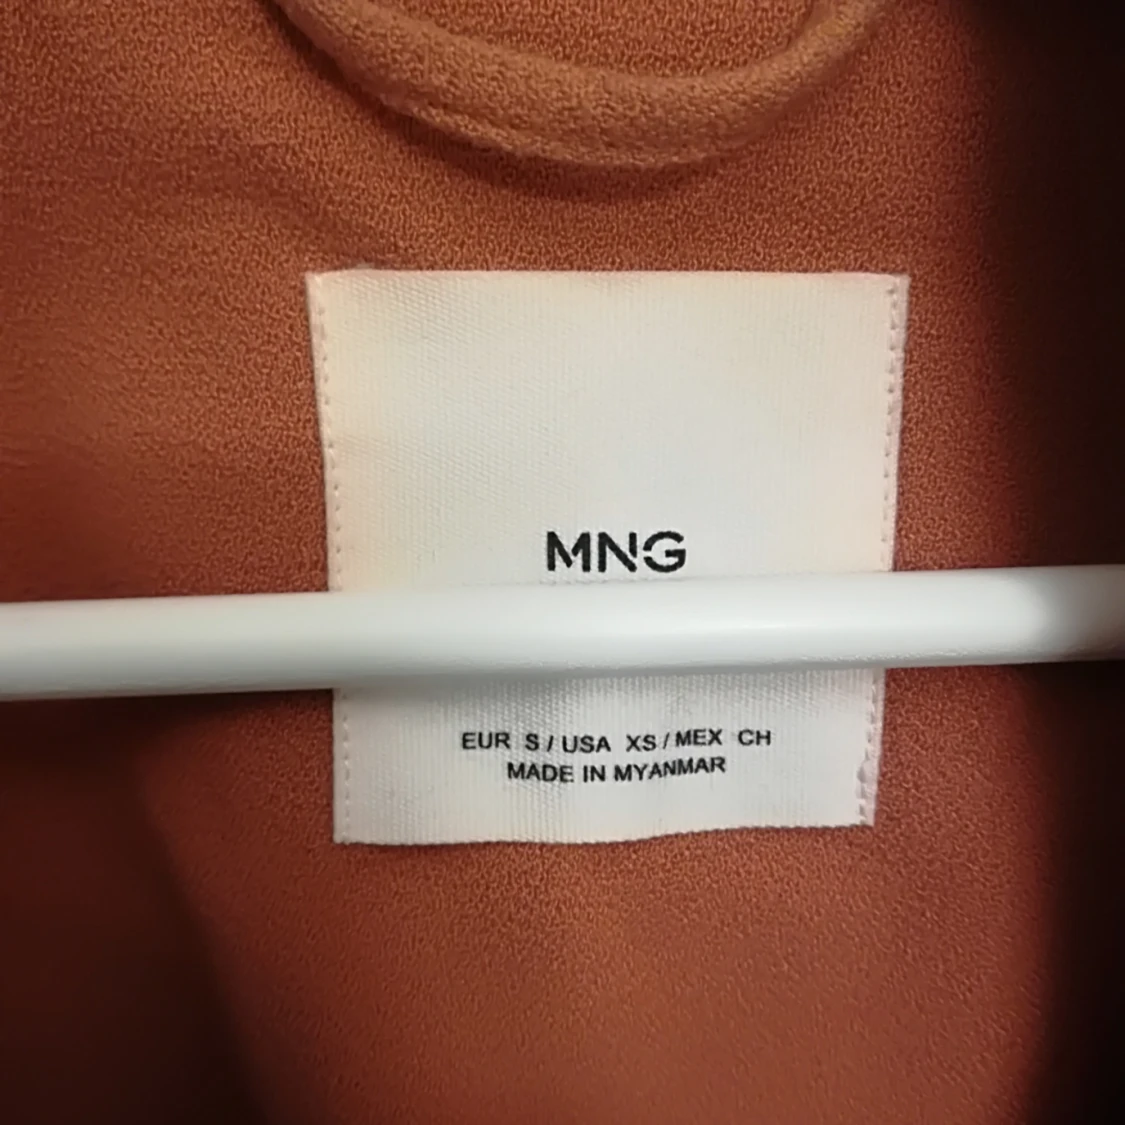 MNG
EUR S / USA XS / MEX CH
MADE IN MYANMAR